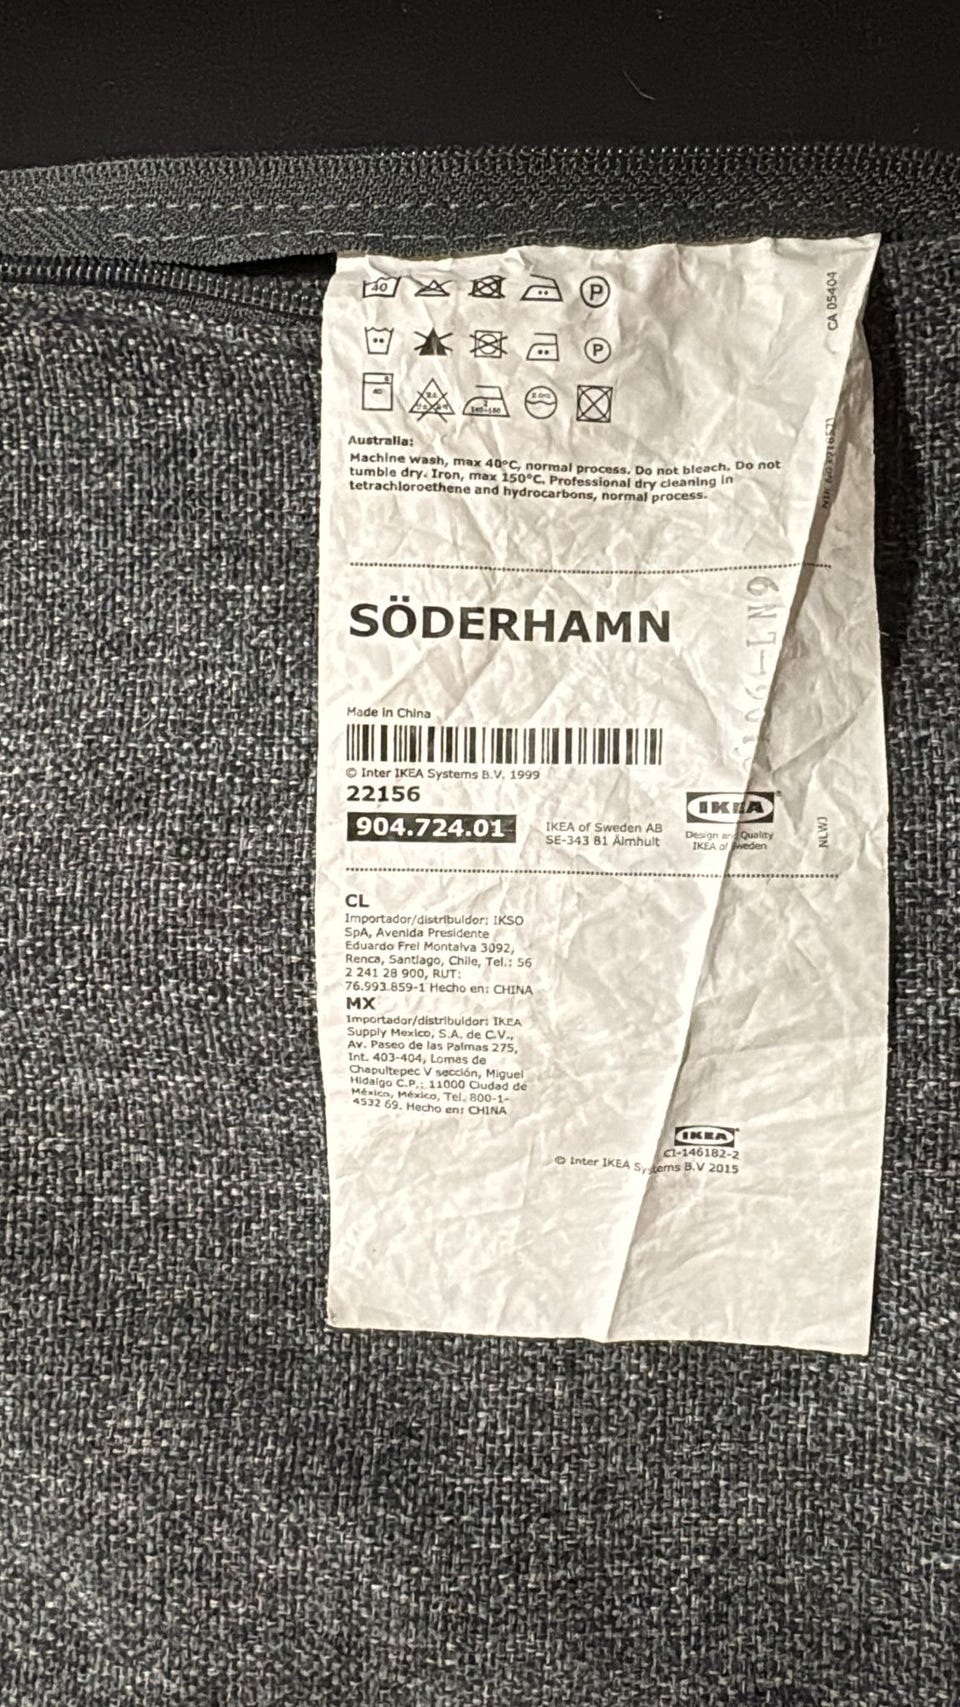 40
P
P
40
CA 05404
Australia:
Machine wash, max 40°C, normal process. Do not bleach. Do not
tumble dry. Iron, max 150°C. Professional dry cleaning in
tetrachloroethene and hydrocarbons, normal process.
SÖDERHAMN
Made in China
© Inter IKEA Systems B.V. 1999
22156
904.724.01
IKEA of Sweden AB
SE-343 81 Älmhult
IKEA
Design and Quality
IKEA of Sweden
NLWJ
CL
Importador/distribuidor: IKSO
SpA, Avenida Presidente
Eduardo Frei Montalva 3092,
Renca, Santiago, Chile, Tel.: 56
2 241 28 900, RUT:
76.993.859-1 Hecho en: CHINA
MX
Importador/distribuidor: IKEA
Supply Mexico, S.A. de C.V.,
Av. Paseo de las Palmas 275,
Int. 403-404, Lomas de
Chapultepec V sección, Miguel
Hidalgo C.P.: 11000 Ciudad de
México, México, Tel. 800-1-
4532 69. Hecho en: CHINA
IKEA
CI-146182-2
© Inter IKEA Systems B.V 2015